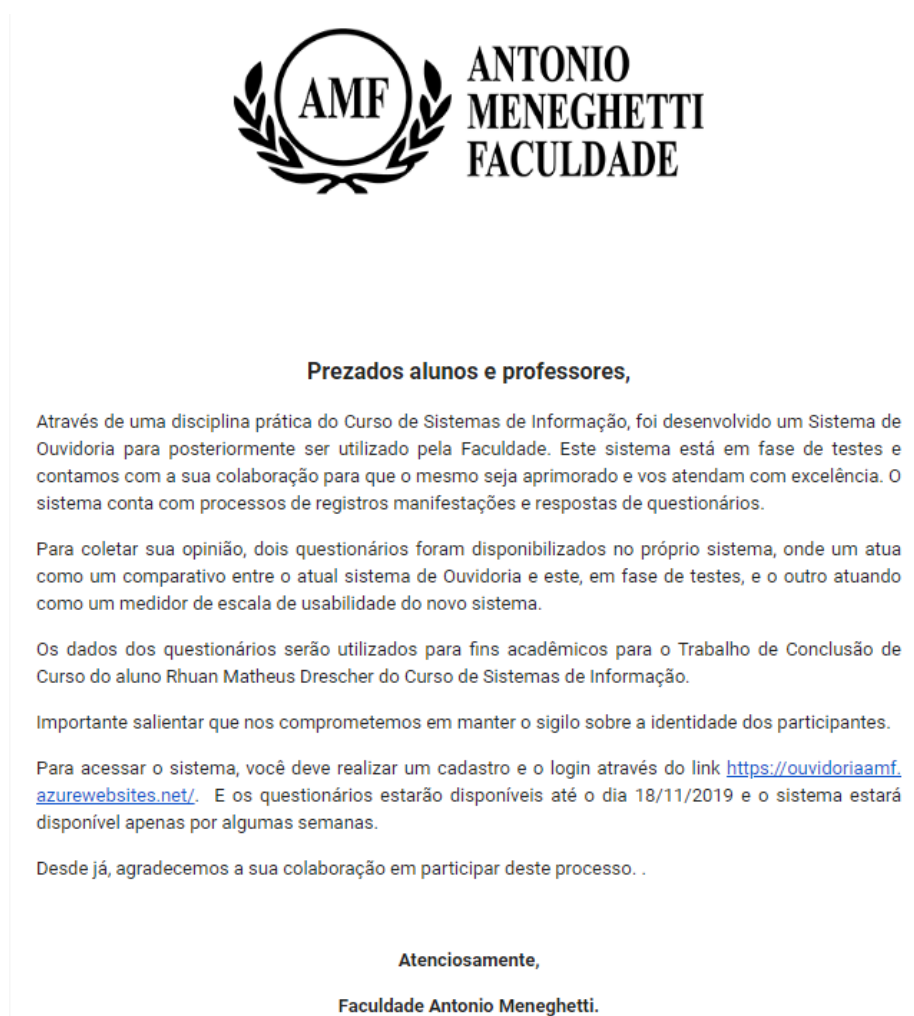 AMF
ANTONIO
MENEGHETTI
FACULDADE
Prezados alunos e professores,
Através de uma disciplina prática do Curso de Sistemas de Informação, foi desenvolvido um Sistema de
Ouvidoria para posteriormente ser utilizado pela Faculdade. Este sistema está em fase de testes e
contamos com a sua colaboração para que o mesmo seja aprimorado e vos atendam com excelência. O
sistema conta com processos de registros manifestações e respostas de questionários.
Para coletar sua opinião, dois questionários foram disponibilizados no próprio sistema, onde um atua
como um comparativo entre o atual sistema de Ouvidoria e este, em fase de testes, e o outro atuando
como um medidor de escala de usabilidade do novo sistema.
Os dados dos questionários serão utilizados para fins acadêmicos para o Trabalho de Conclusão de
Curso do aluno Rhuan Matheus Drescher do Curso de Sistemas de Informação.
Importante salientar que nos comprometemos em manter o sigilo sobre a identidade dos participantes.
Para acessar o sistema, você deve realizar um cadastro e o login através do link https://ouvidoriaamf.
azurewebsites.net/. E os questionários estarão disponíveis até o dia 18/11/2019 e o sistema estará
disponível apenas por algumas semanas.
Desde já, agradecemos a sua colaboração em participar deste processo. .
Atenciosamente,
Faculdade Antonio Meneghetti.